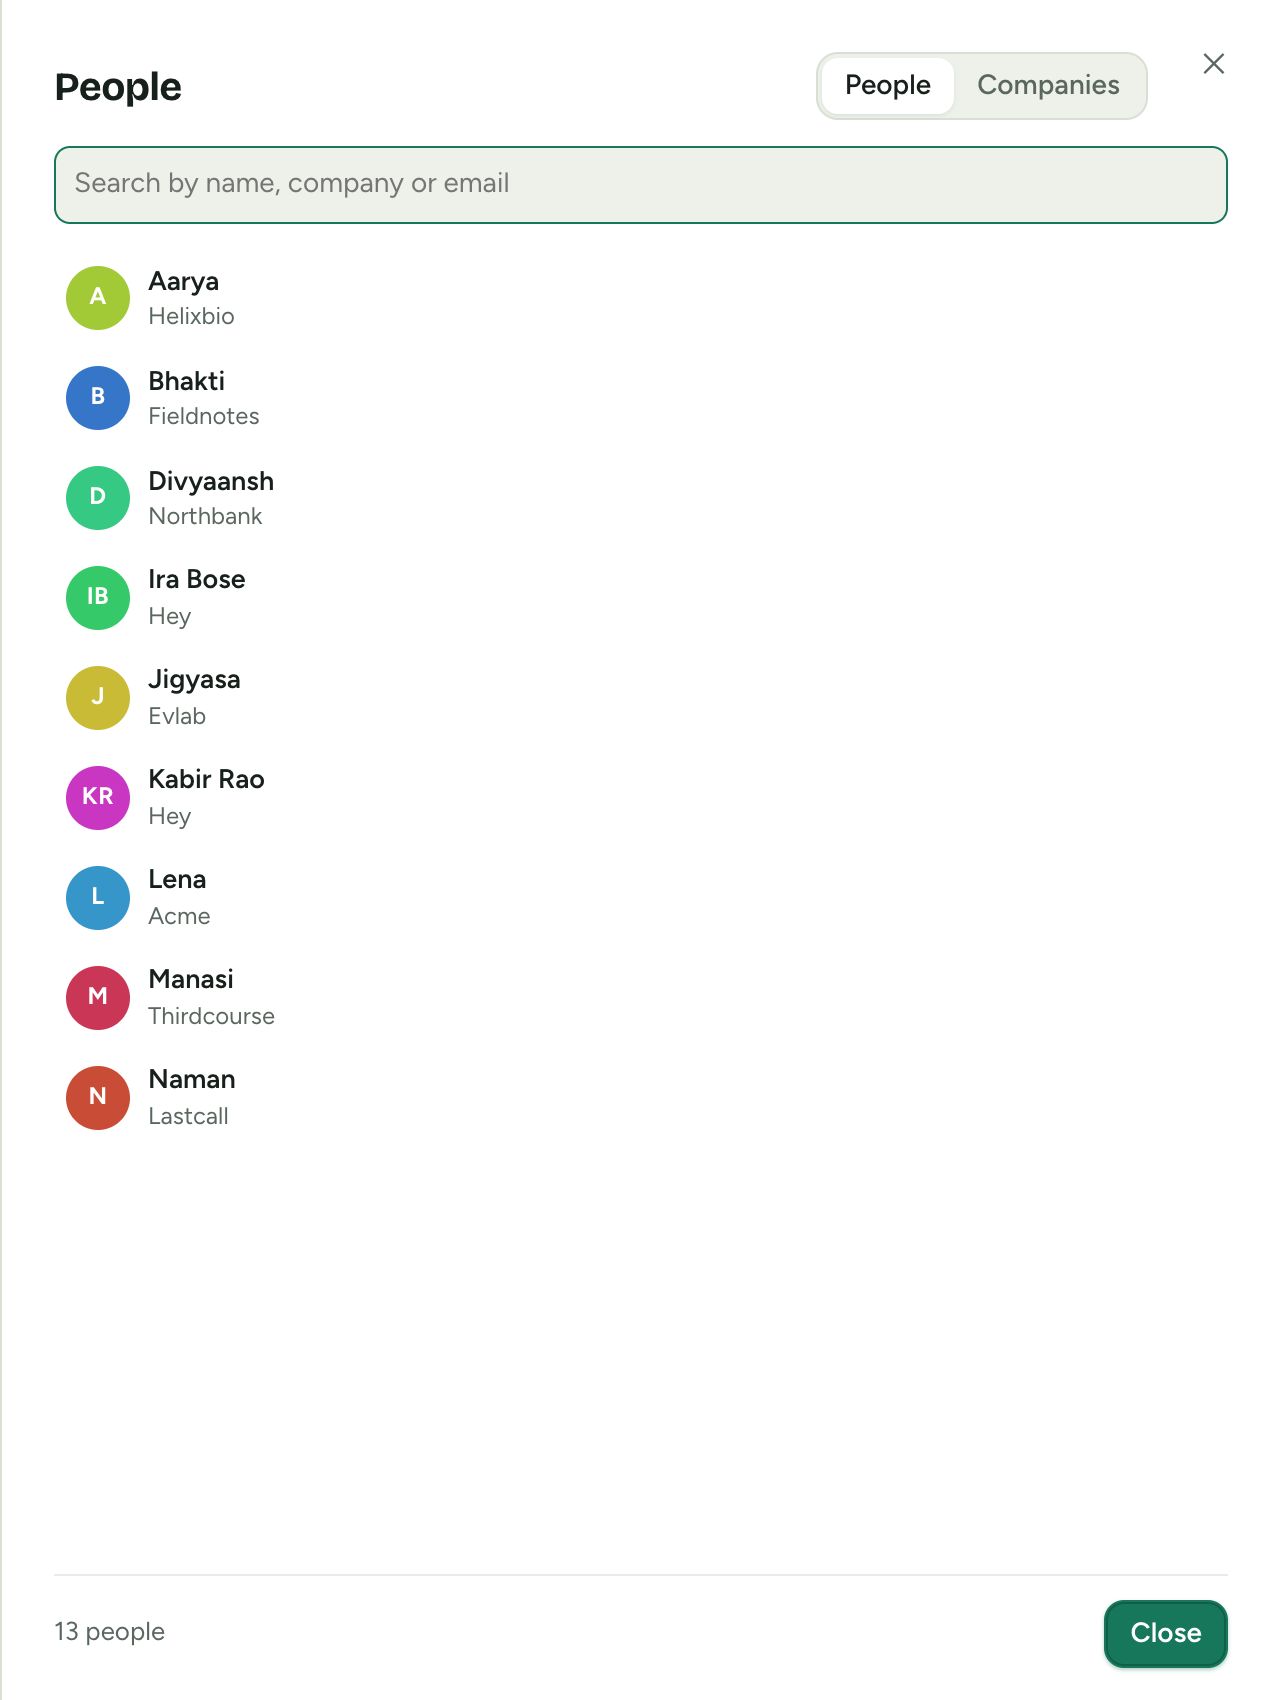 People
People Companies
Search by name, company or email
A
Aarya
Helixbio
B
Bhakti
Fieldnotes
D
Divyaansh
Northbank
IB
Ira Bose
Hey
J
Jigyasa
Evlab
KR
Kabir Rao
Hey
L
Lena
Acme
M
Manasi
Thirdcourse
N
Naman
Lastcall
13 people
Close